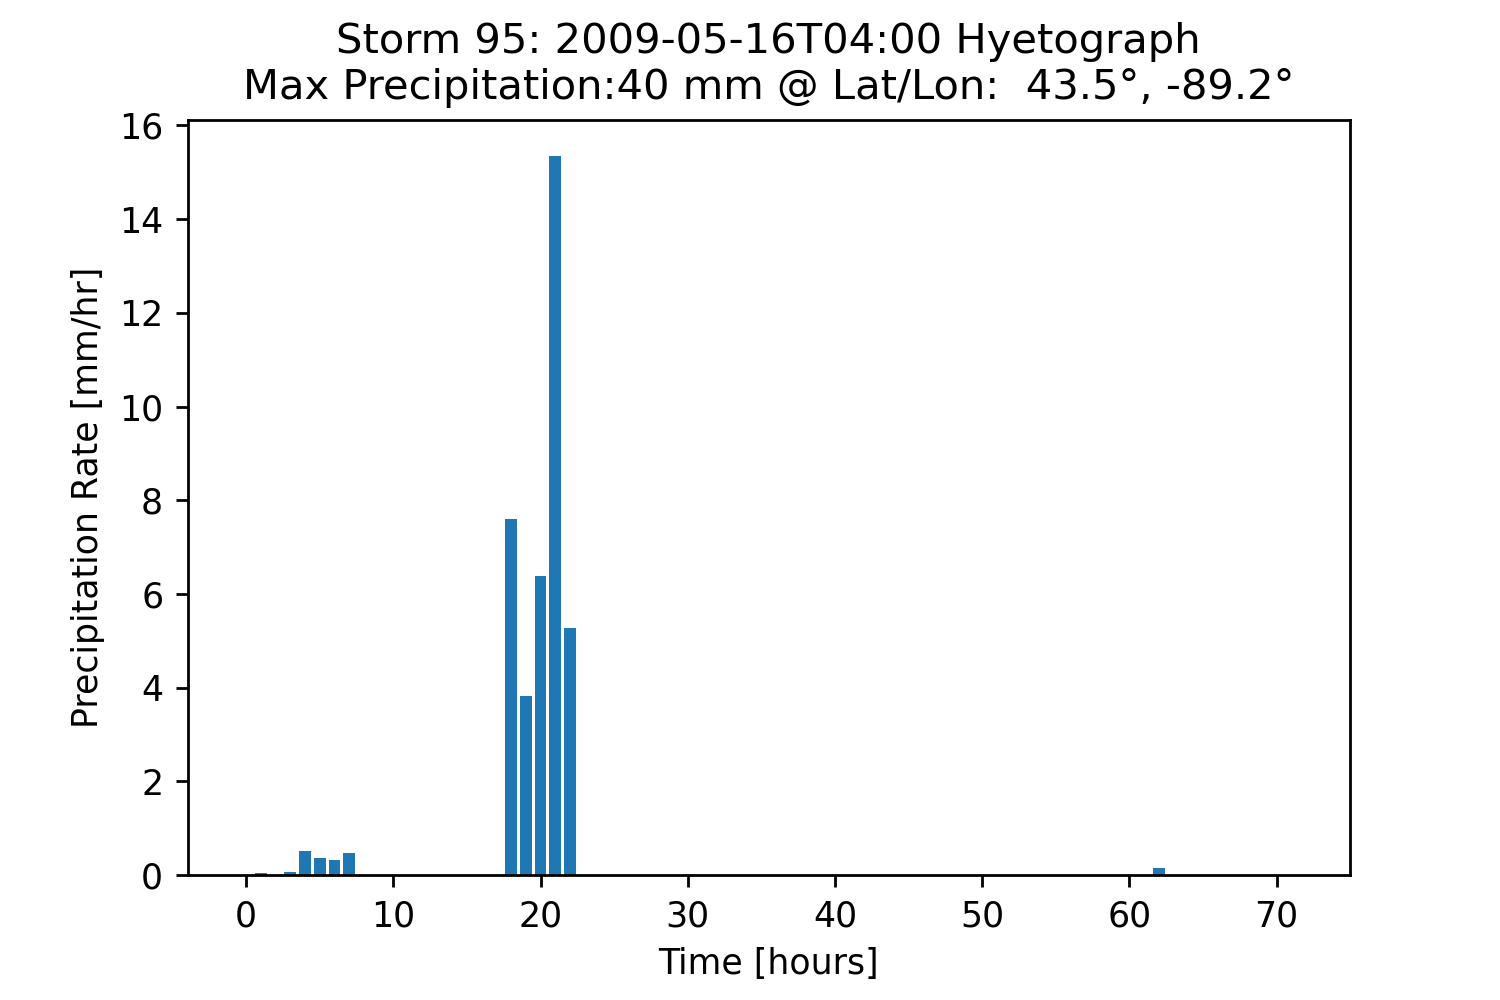 Storm 95: 2009-05-16T04:00 Hyetograph
Max Precipitation:40 mm @ Lat/Lon:  43.5°, -89.2°
16
14
12
10
8
6
4
2
0
Precipitation Rate [mm/hr]
0 10 20 30 40 50 60 70
Time [hours]